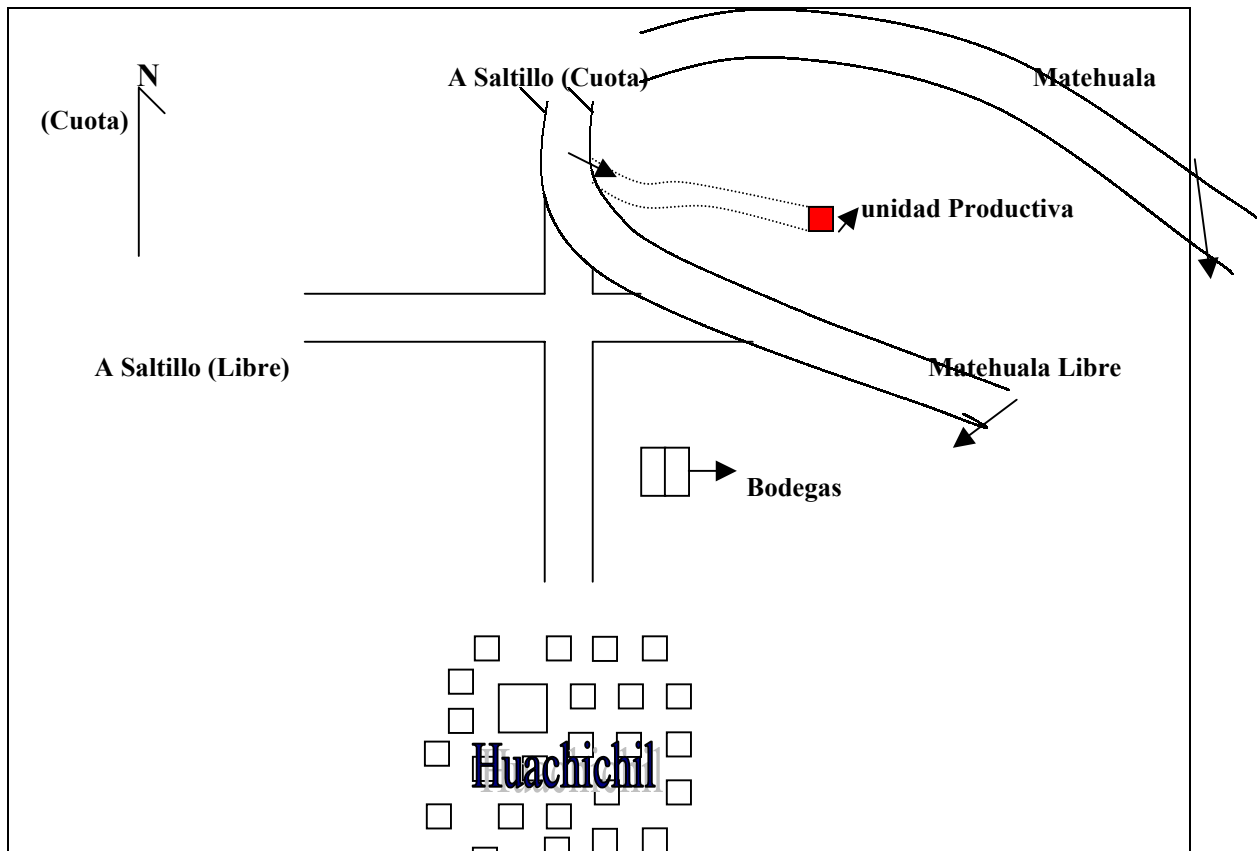 N
A Saltillo (Cuota)
Matehuala
(Cuota)
unidad Productiva
A Saltillo (Libre)
Matehuala Libre
Bodegas
Huachichil